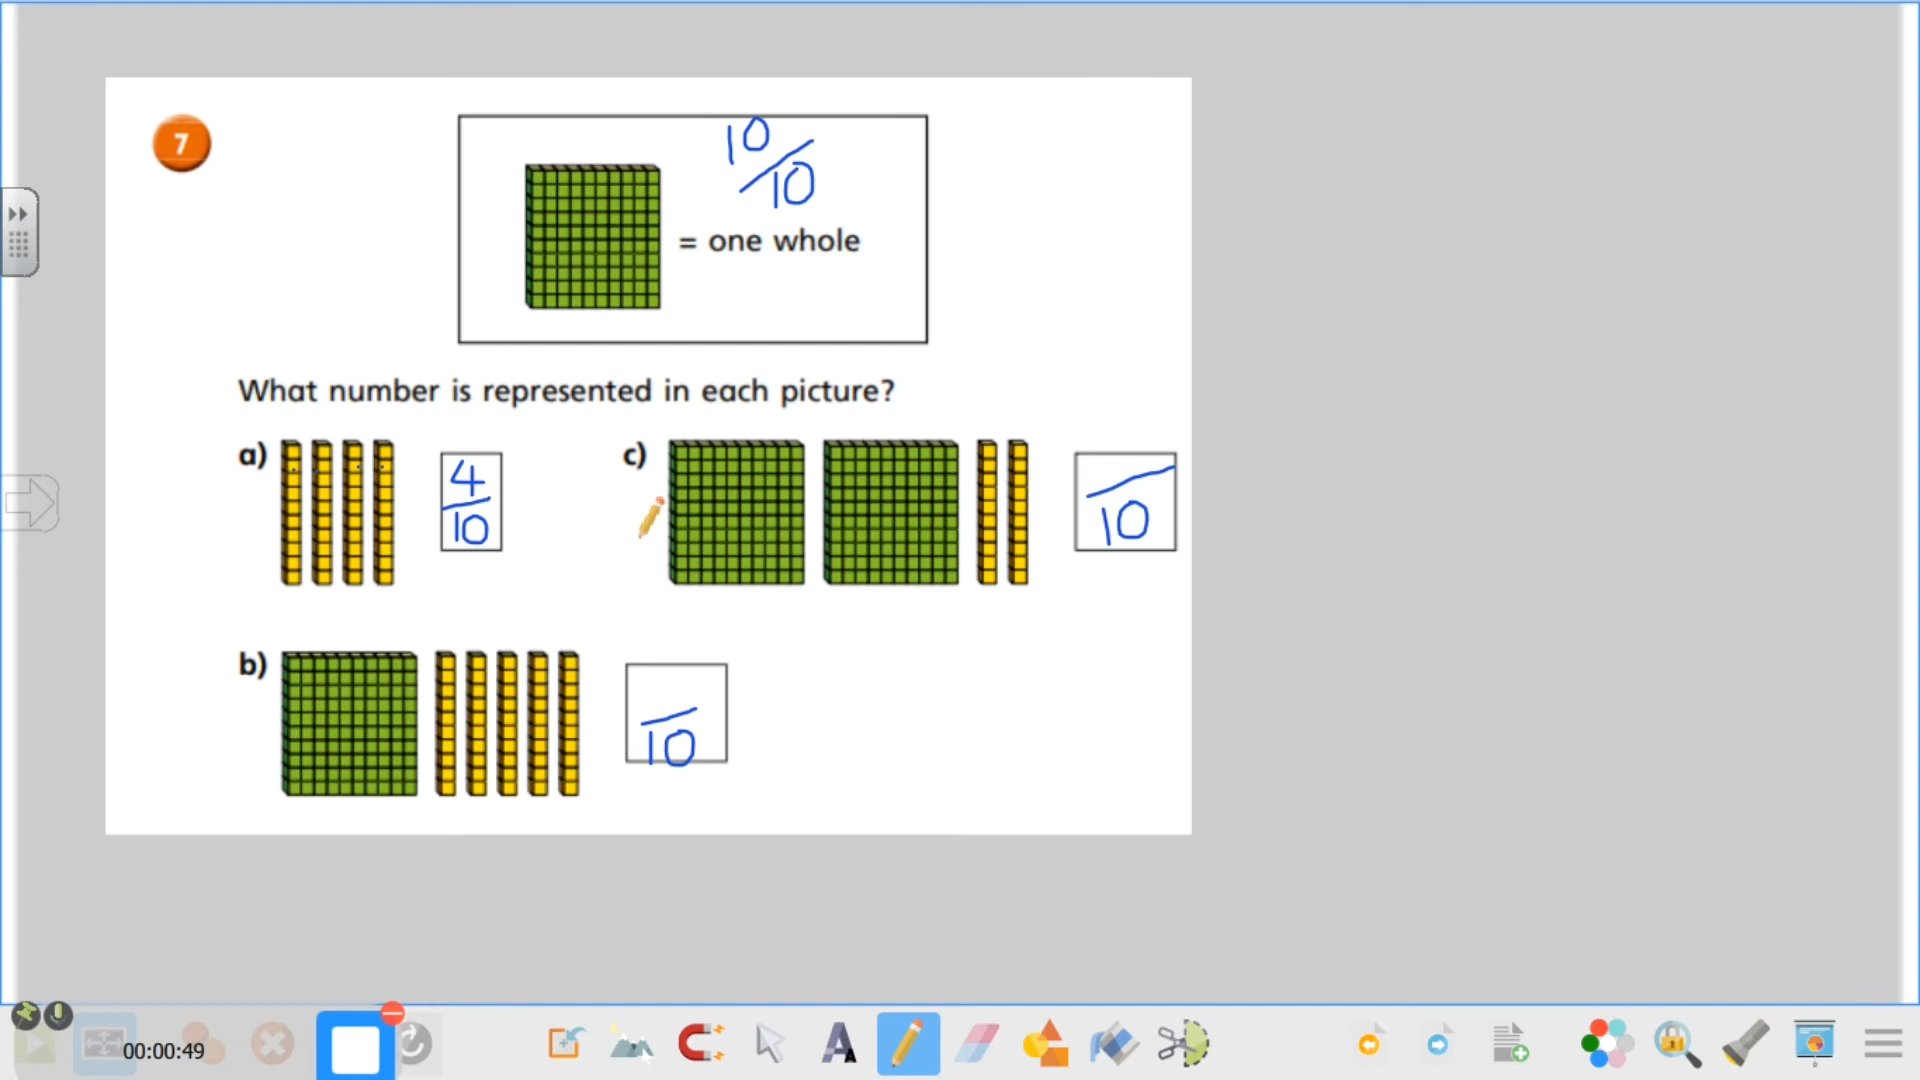 7
10/10
= one whole
What number is represented in each picture?
a)
4/10
c)
/10
b)
/10
00:00:49